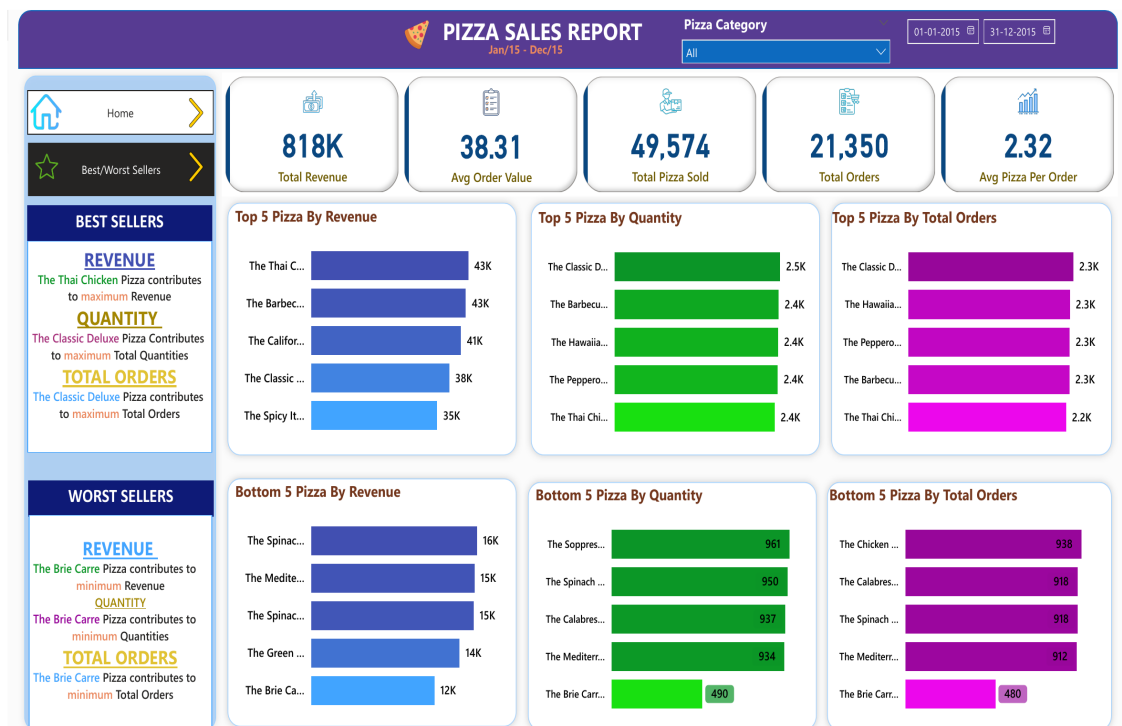 PIZZA SALES REPORT
Jan/15 - Dec/15
Pizza Category
All
01-01-2015
31-12-2015
Home
Best/Worst Sellers
818K
Total Revenue
38.31
Avg Order Value
49,574
Total Pizza Sold
21,350
Total Orders
2.32
Avg Pizza Per Order
BEST SELLERS
REVENUE
The Thai Chicken Pizza contributes
to maximum Revenue
QUANTITY
The Classic Deluxe Pizza Contributes
to maximum Total Quantities
TOTAL ORDERS
The Classic Deluxe Pizza contributes
to maximum Total Orders
Top 5 Pizza By Revenue
The Thai C... 43K
The Barbec... 43K
The Califor... 41K
The Classic ... 38K
The Spicy It... 35K
Top 5 Pizza By Quantity
The Classic D... 2.5K
The Barbecu... 2.4K
The Hawaiia... 2.4K
The Peppero... 2.4K
The Thai Chi... 2.4K
Top 5 Pizza By Total Orders
The Classic D... 2.3K
The Hawaiia... 2.3K
The Peppero... 2.3K
The Barbecu... 2.3K
The Thai Chi... 2.2K
WORST SELLERS
REVENUE
The Brie Carre Pizza contributes to
minimum Revenue
QUANTITY
The Brie Carre Pizza contributes to
minimum Quantities
TOTAL ORDERS
The Brie Carre Pizza contributes to
minimum Total Orders
Bottom 5 Pizza By Revenue
The Spinac... 16K
The Medite... 15K
The Spinac... 15K
The Green ... 14K
The Brie Ca... 12K
Bottom 5 Pizza By Quantity
The Soppres... 961
The Spinach ... 950
The Calabres... 937
The Mediterr... 934
The Brie Carr... 490
Bottom 5 Pizza By Total Orders
The Chicken ... 938
The Calabres... 918
The Spinach ... 918
The Mediterr... 912
The Brie Carr... 480